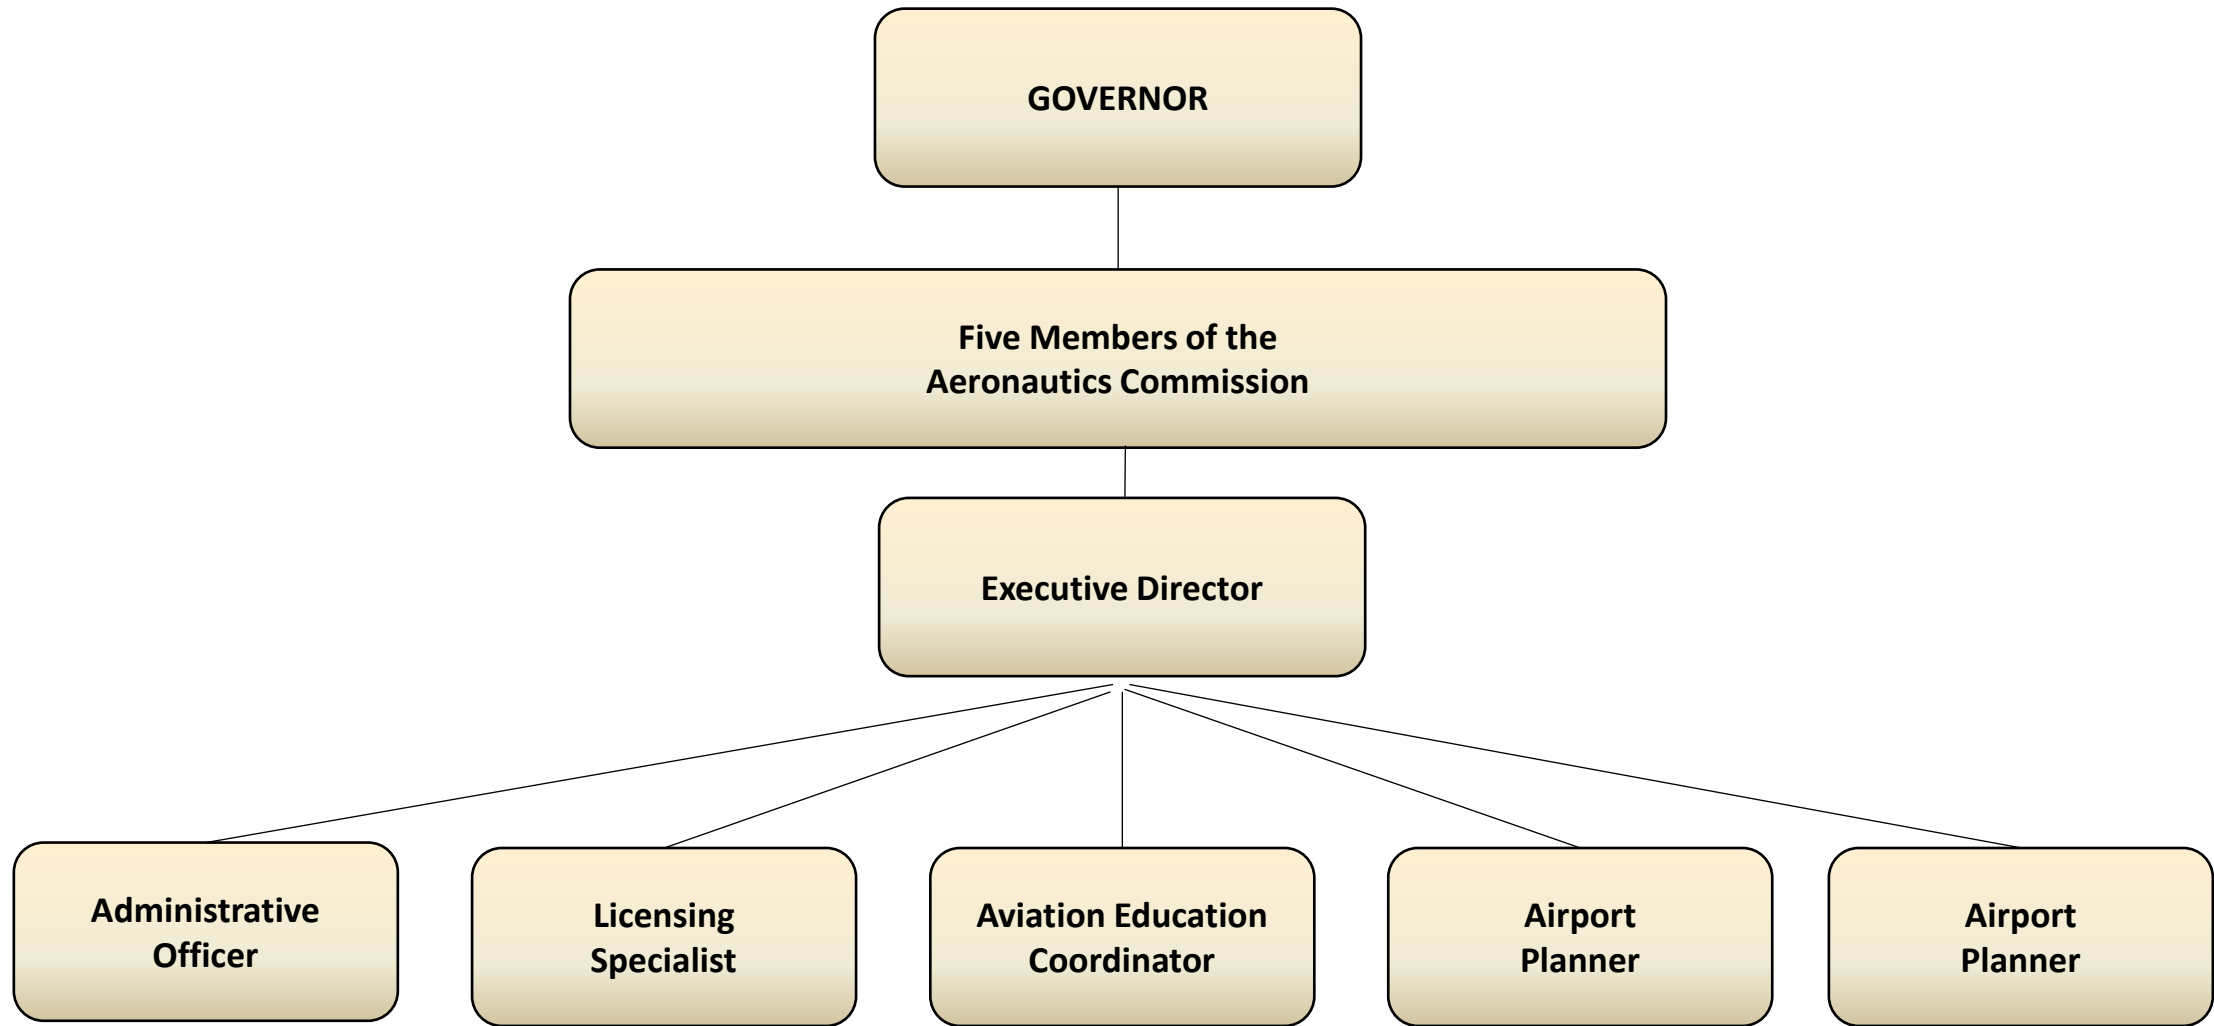 GOVERNOR
Five Members of the
Aeronautics Commission
Executive Director
Administrative
Officer
Licensing
Specialist
Aviation Education
Coordinator
Airport
Planner
Airport
Planner